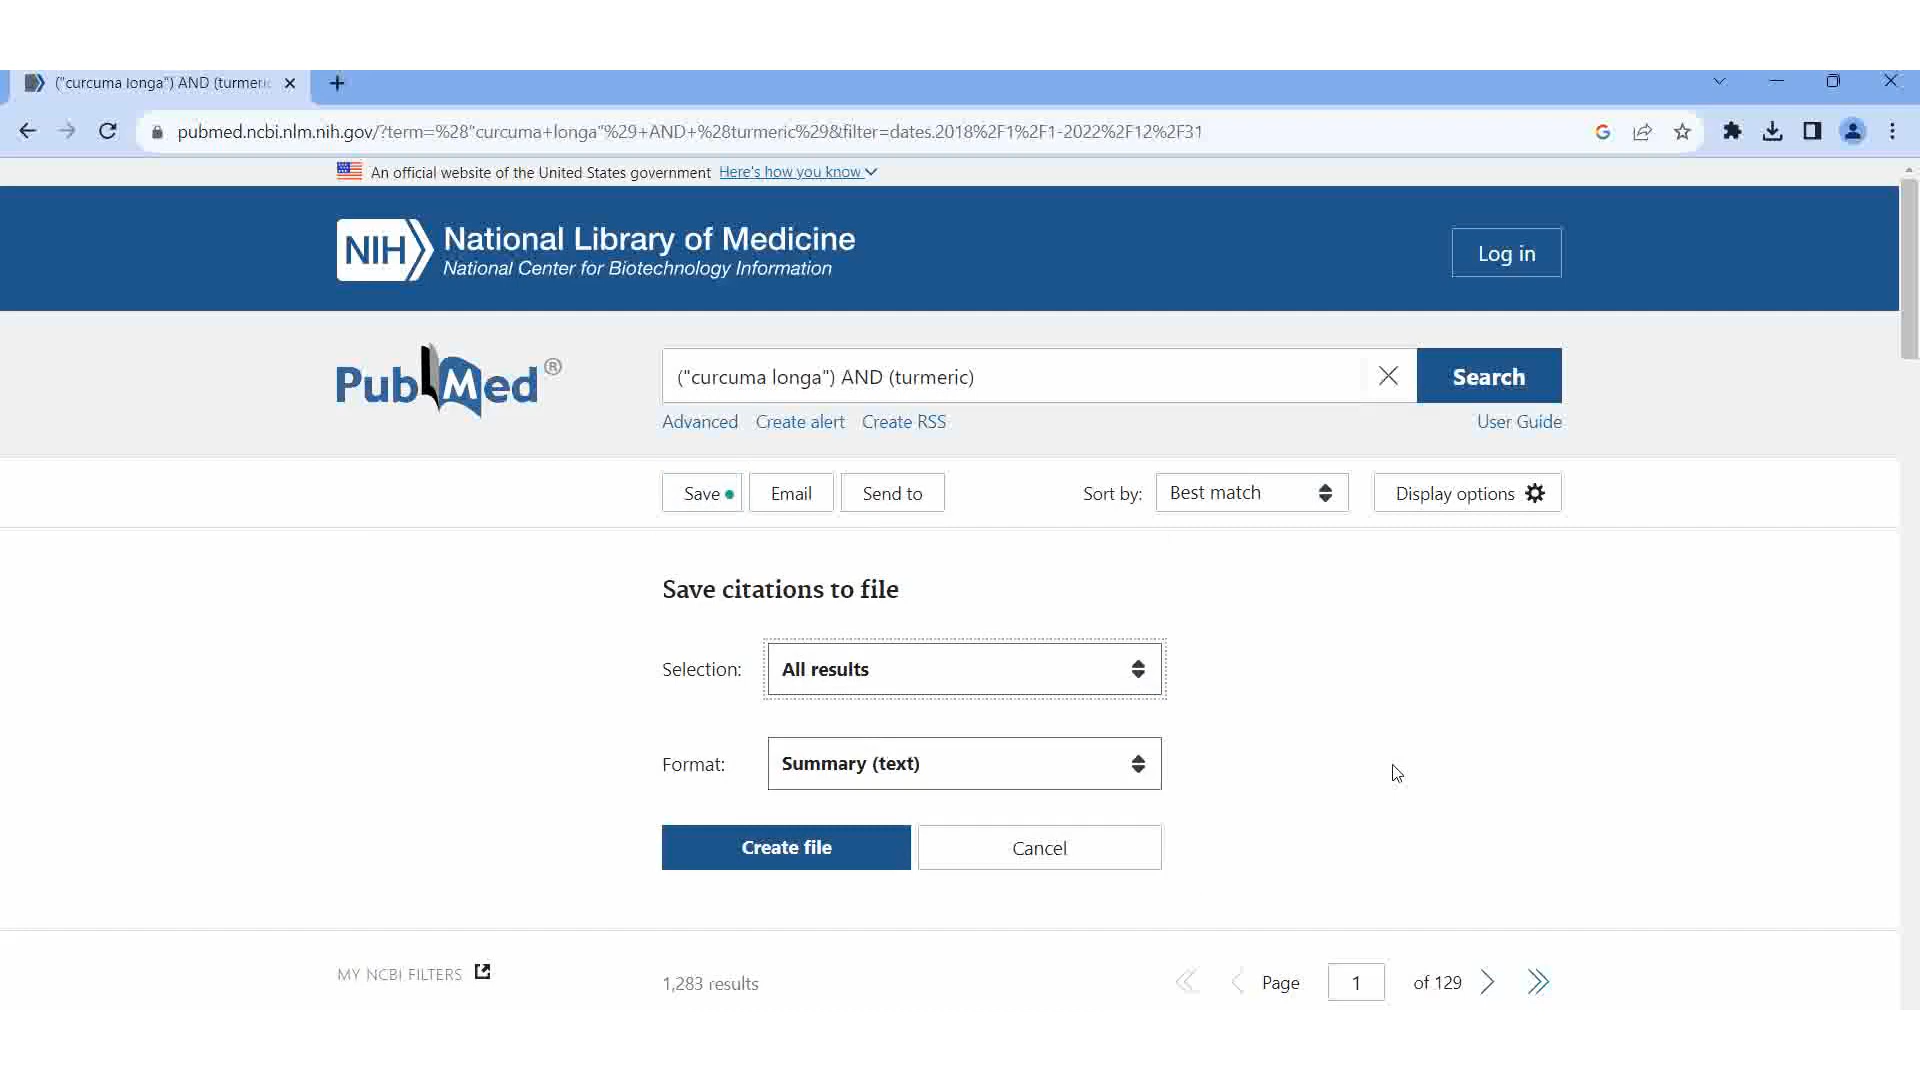 ("curcuma longa") AND (turmeric
pubmed.ncbi.nlm.nih.gov/?term=%28"curcuma+longa"%29+AND+%28turmeric%29&filter=dates.2018%2F1%2F1-2022%2F12%2F31
An official website of the United States government Here's how you know
NIH National Library of Medicine
National Center for Biotechnology Information
Log in
PubMed®
("curcuma longa") AND (turmeric)
Search
Advanced Create alert Create RSS User Guide
Save Email Send to Sort by: Best match Display options
Save citations to file
Selection: All results
Format: Summary (text)
Create file Cancel
MY NCBI FILTERS
1,283 results
Page 1 of 129